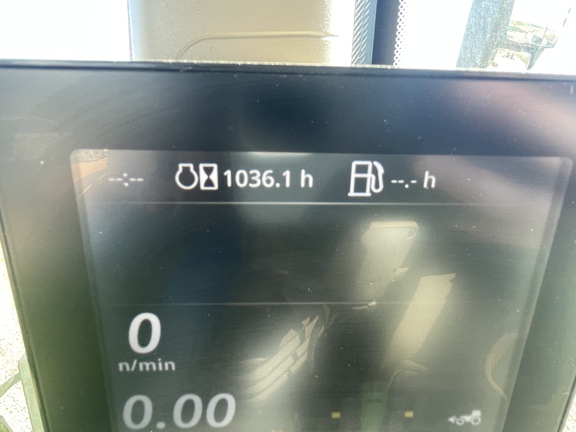 --:-- 1036.1 h --.- h
0
n/min
0.00